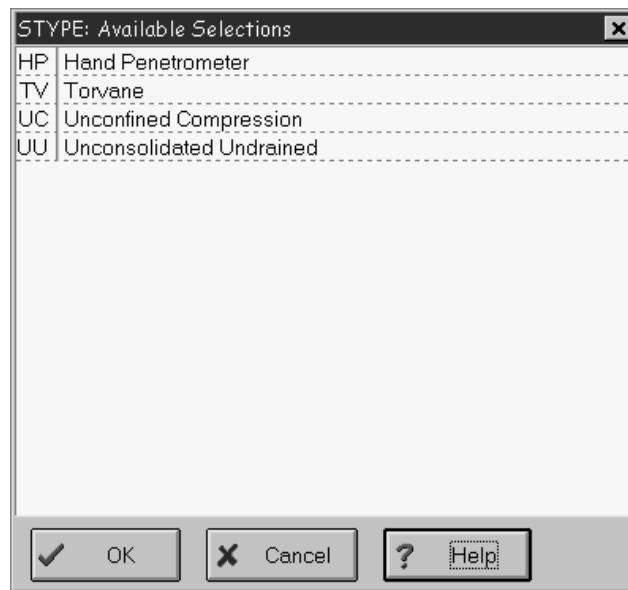 STYPE: Available Selections
HP Hand Penetrometer
TV Torvane
UC Unconfined Compression
UU Unconsolidated Undrained
OK Cancel ? Help